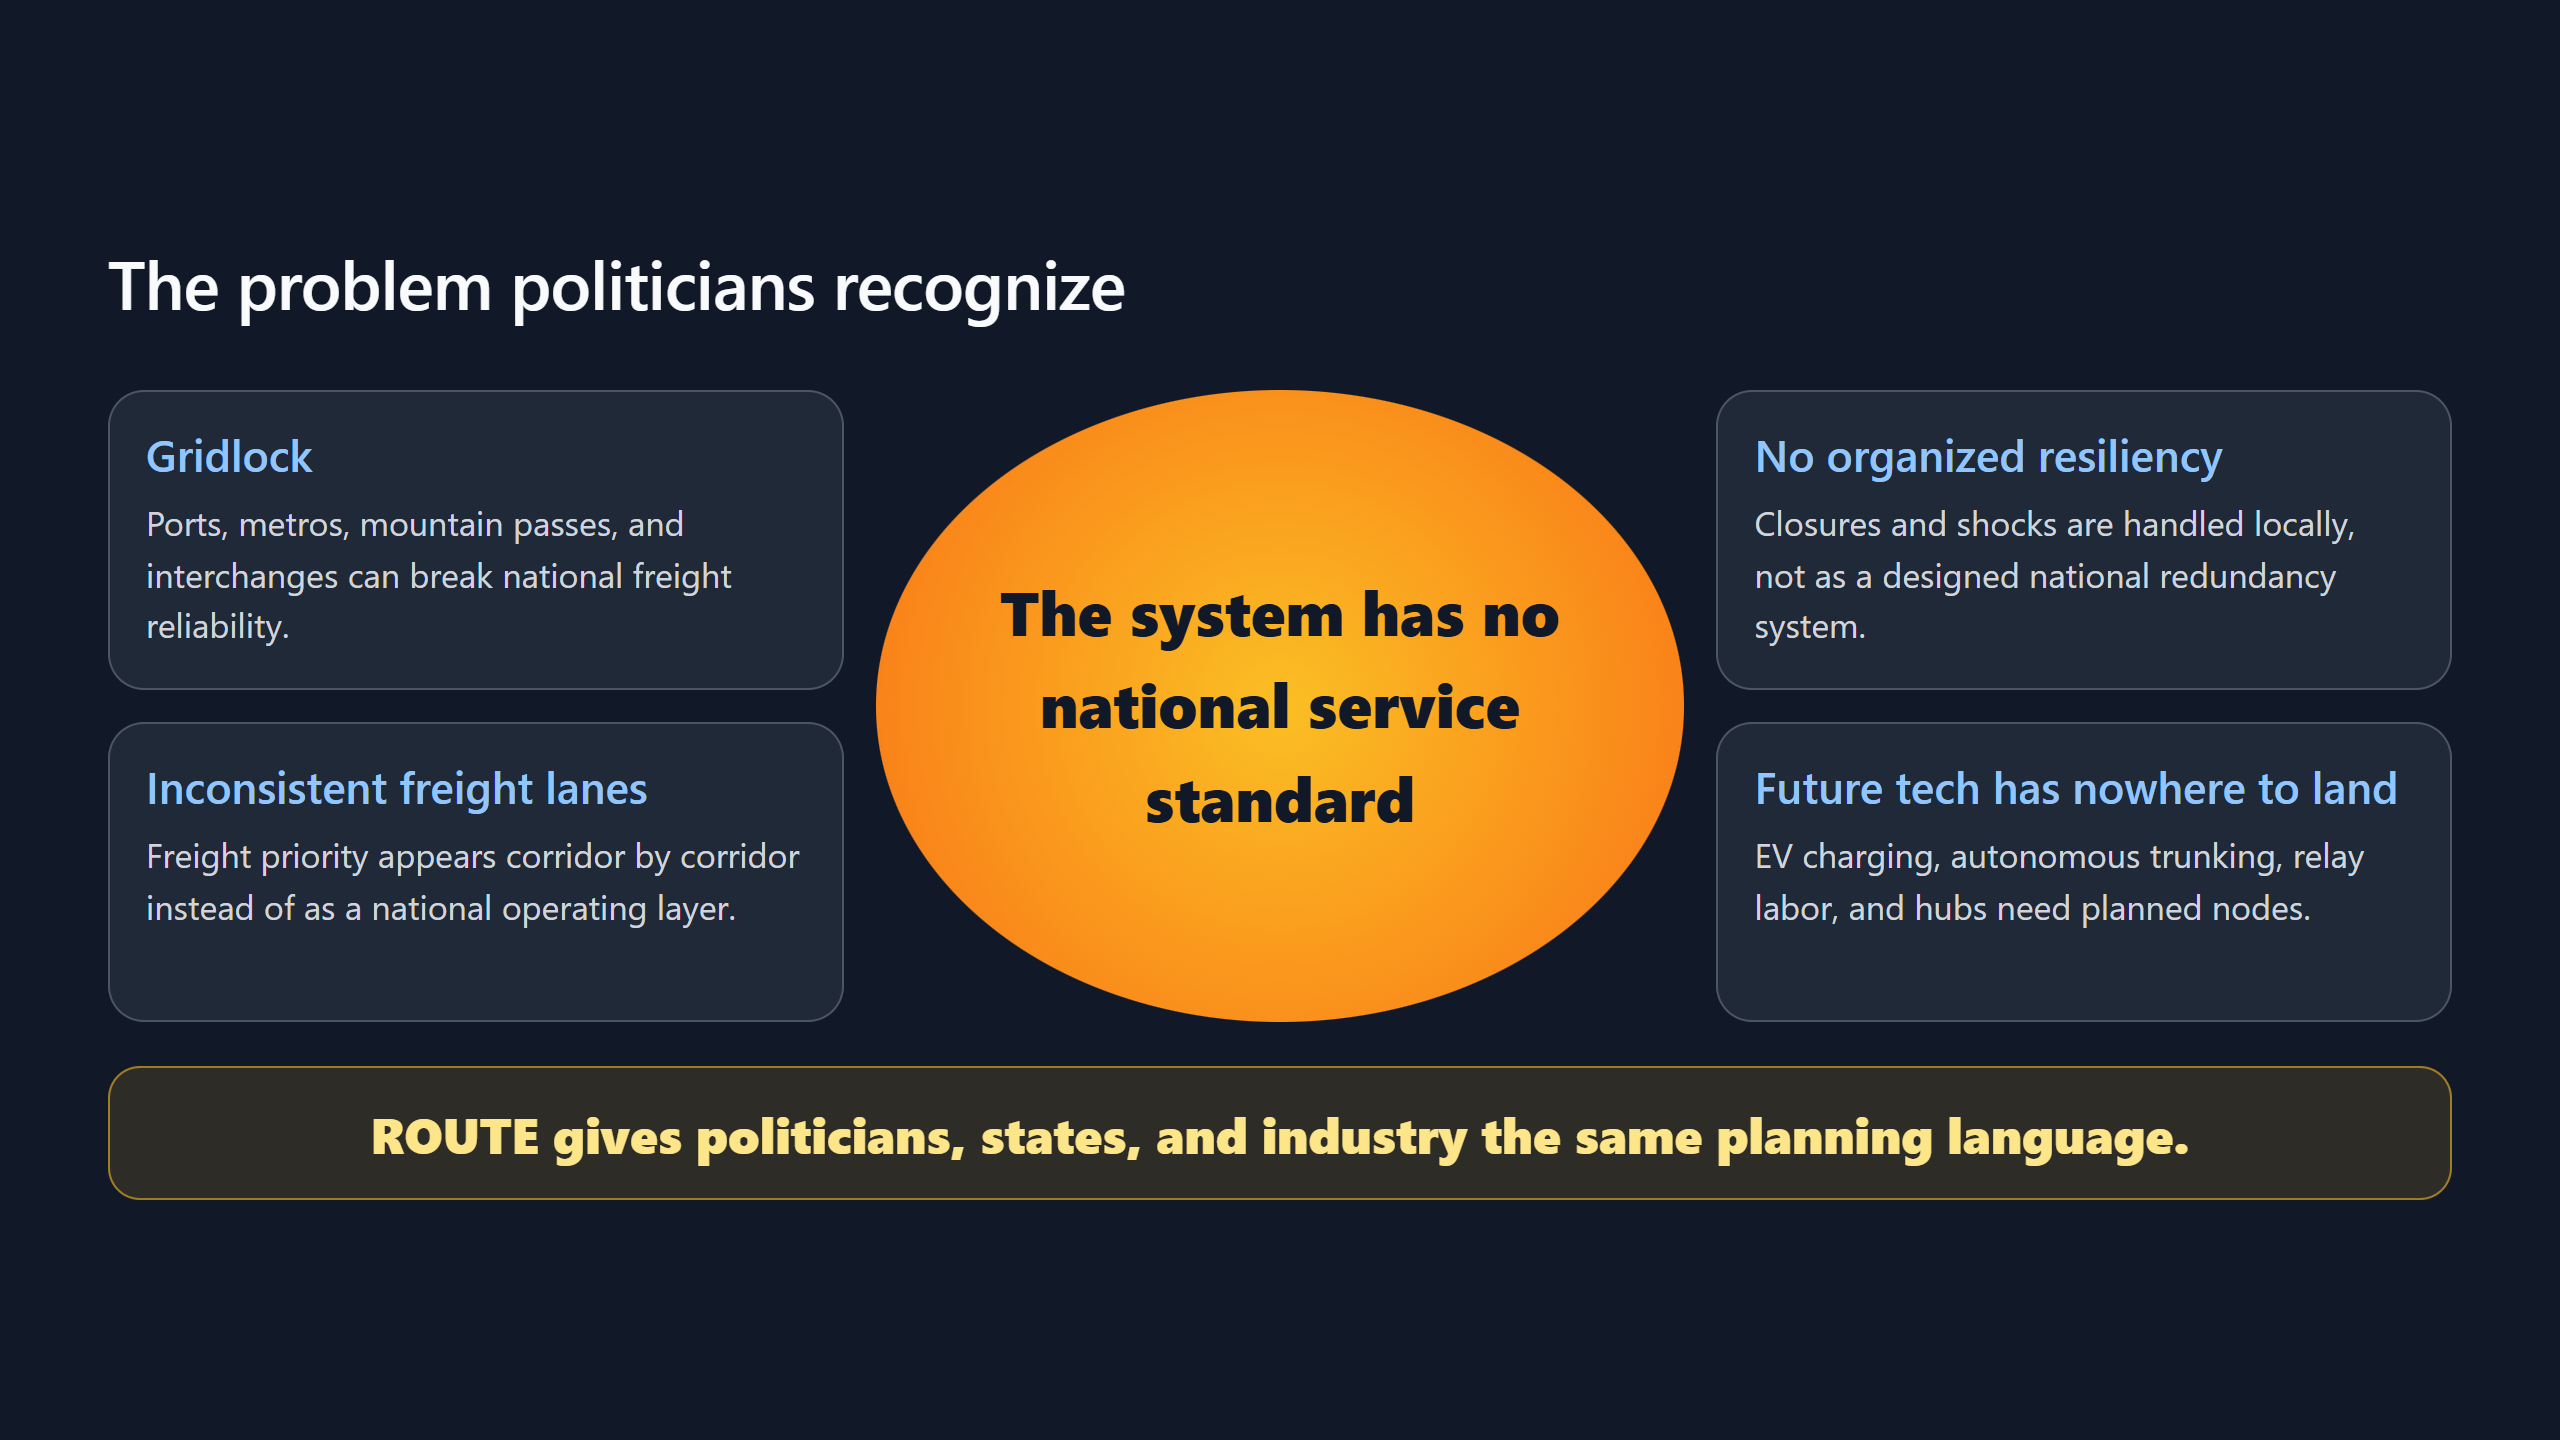 The problem politicians recognize
Gridlock
Ports, metros, mountain passes, and
interchanges can break national freight
reliability.
Inconsistent freight lanes
Freight priority appears corridor by corridor
instead of as a national operating layer.
The system has no
national service
standard
No organized resiliency
Closures and shocks are handled locally,
not as a designed national redundancy
system.
Future tech has nowhere to land
EV charging, autonomous trunking, relay
labor, and hubs need planned nodes.
ROUTE gives politicians, states, and industry the same planning language.